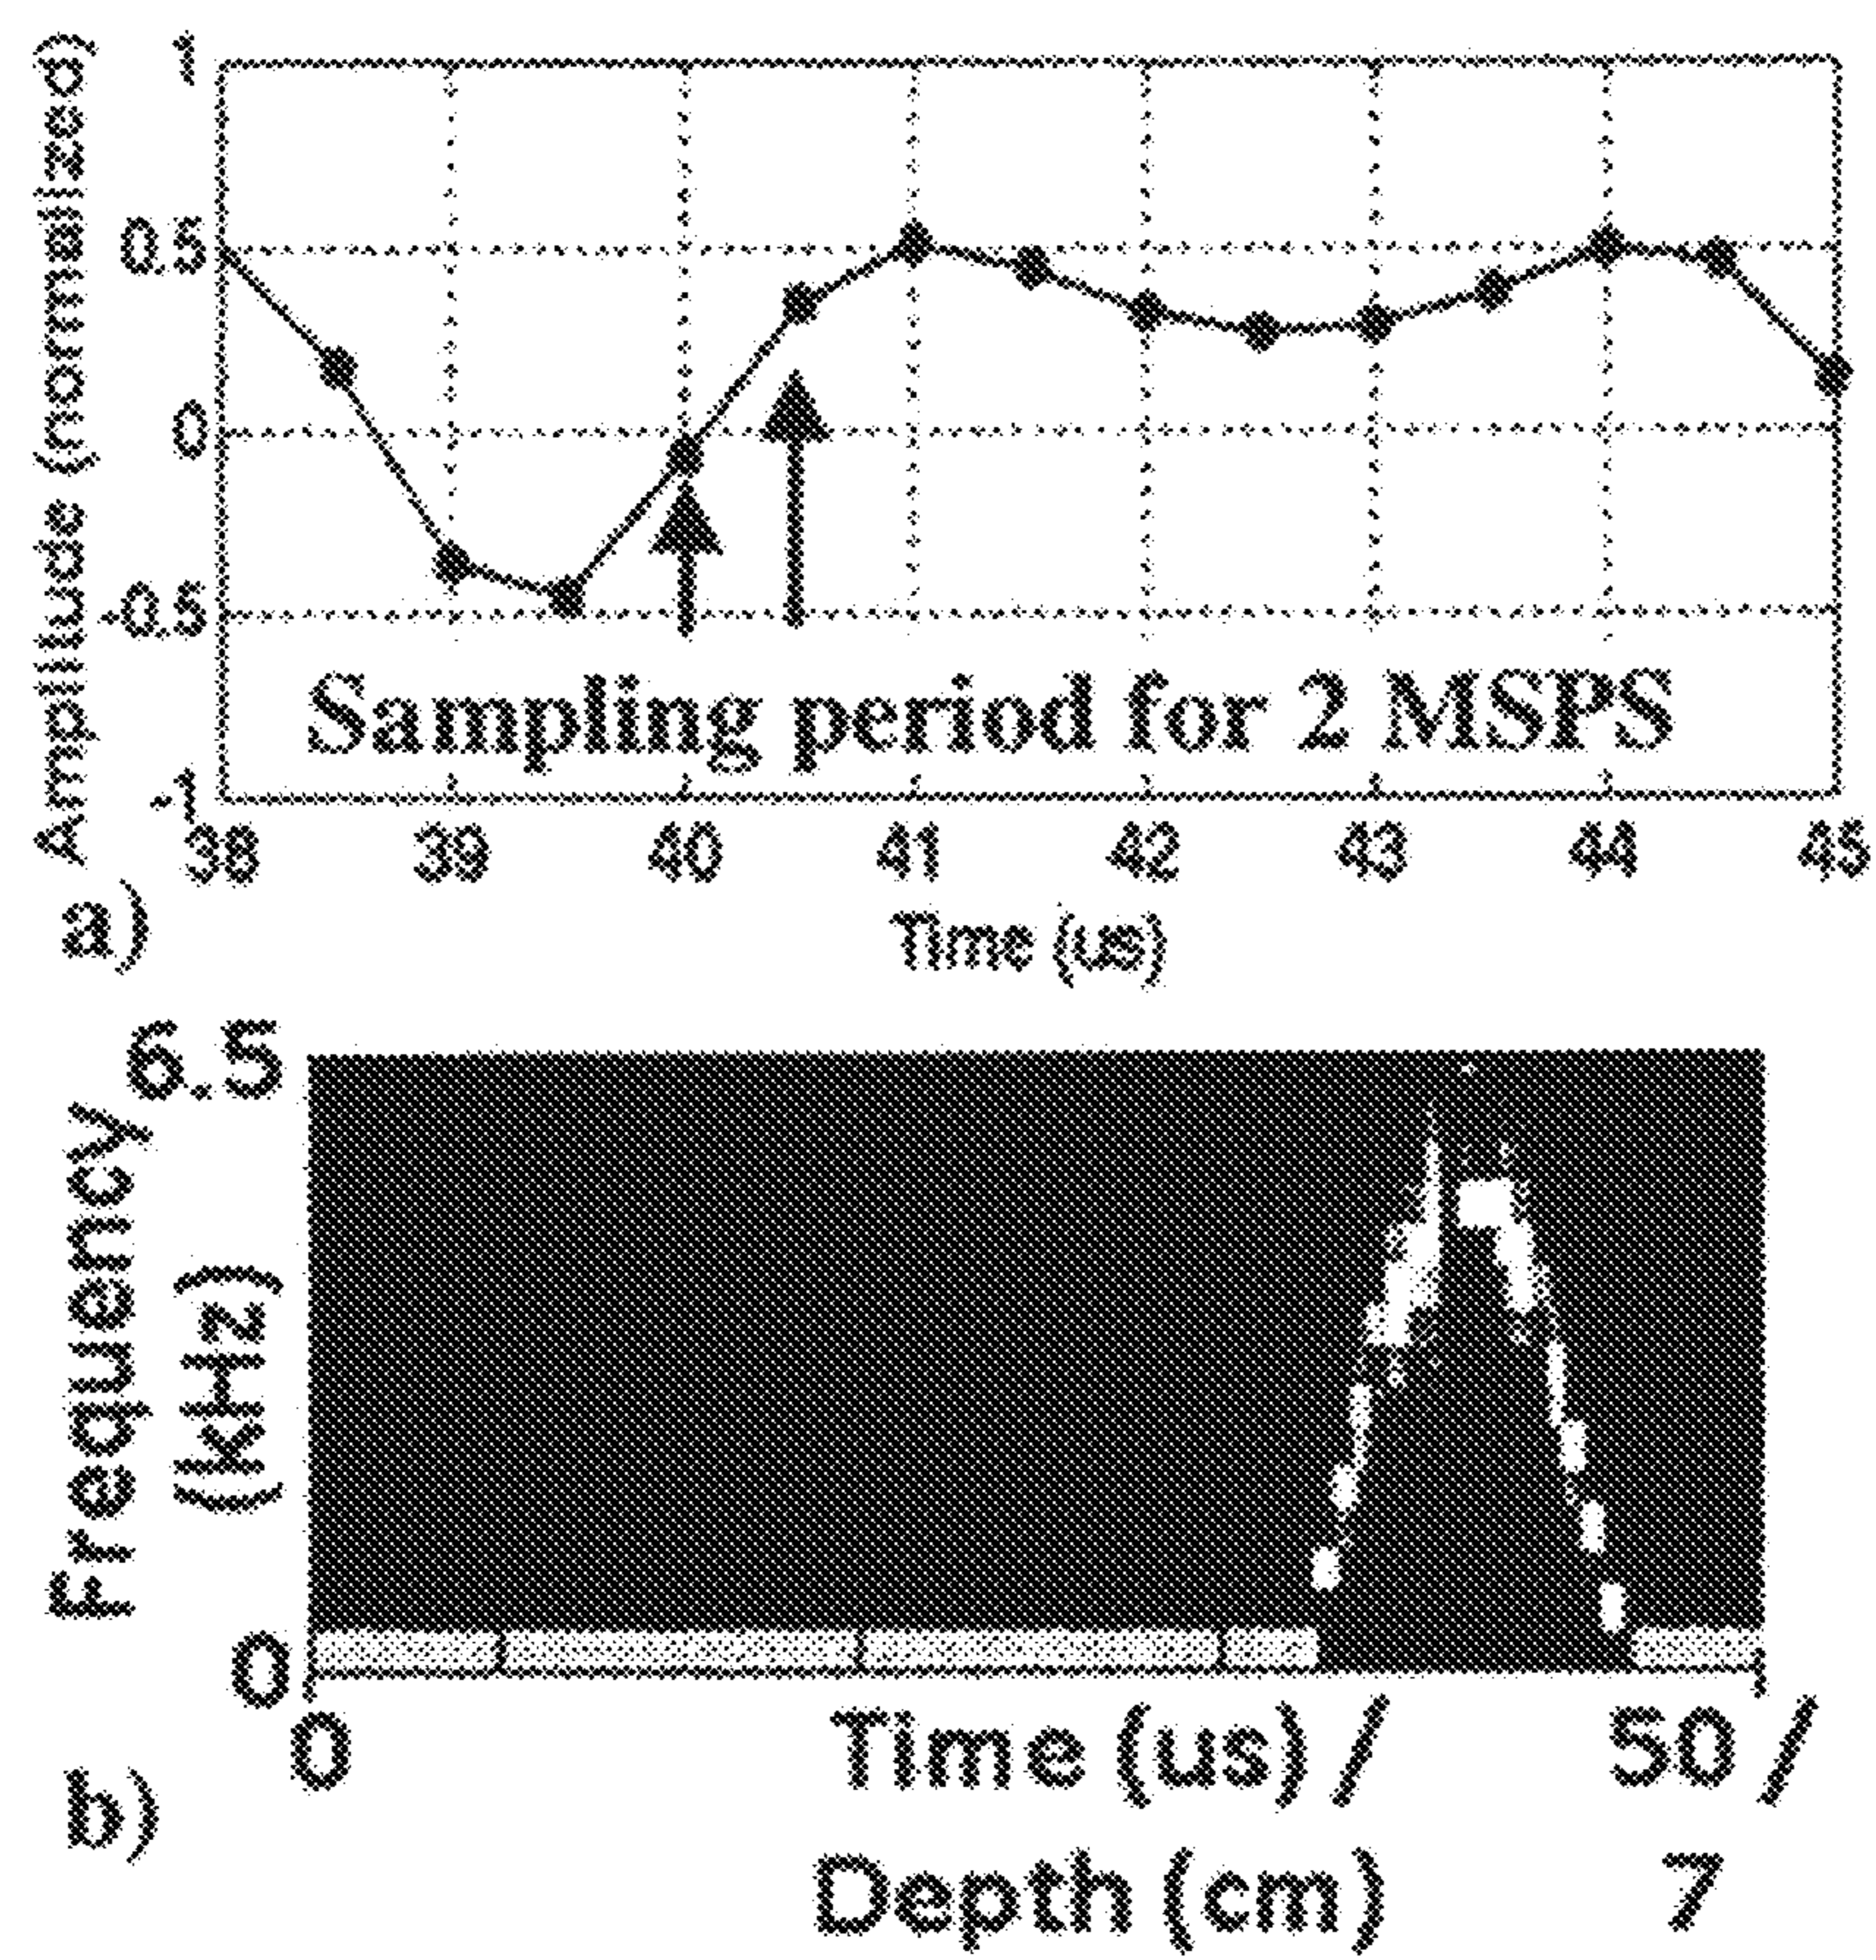 Amplilude (normalized)
1
0.5
0
-0.5
-1
Sampling period for 2 MSPS
38 39 40 41 42 43 44 45
Time (us)
a)
Frequency
(kHz)
6.5
0
0
Time (us) / 50 /
Depth (cm) 7
b)